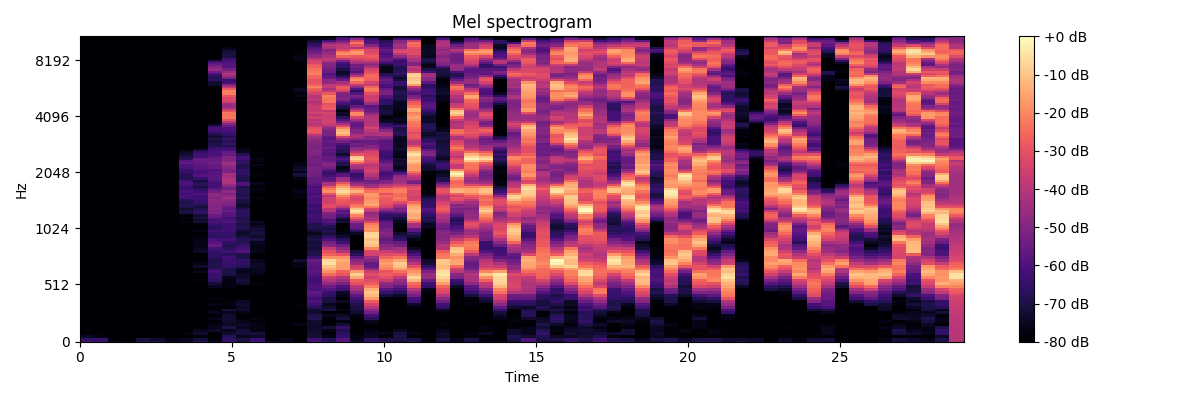 Mel spectrogram
Hz
8192
4096
2048
1024
512
0
0 5 10 15 20 25
Time
+0 dB
-10 dB
-20 dB
-30 dB
-40 dB
-50 dB
-60 dB
-70 dB
-80 dB